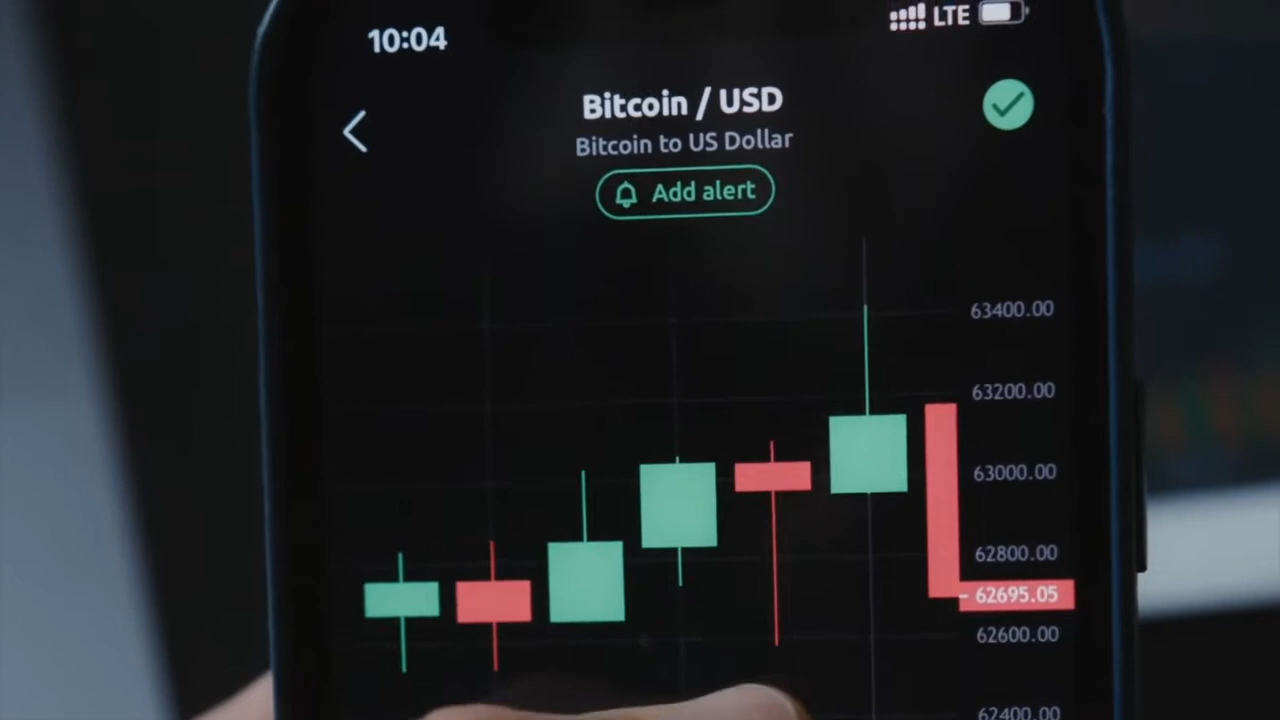 10:04
LTE
Bitcoin / USD
Bitcoin to US Dollar
Add alert
63400.00
63200.00
63000.00
62800.00
62695.05
62600.00
62400.00